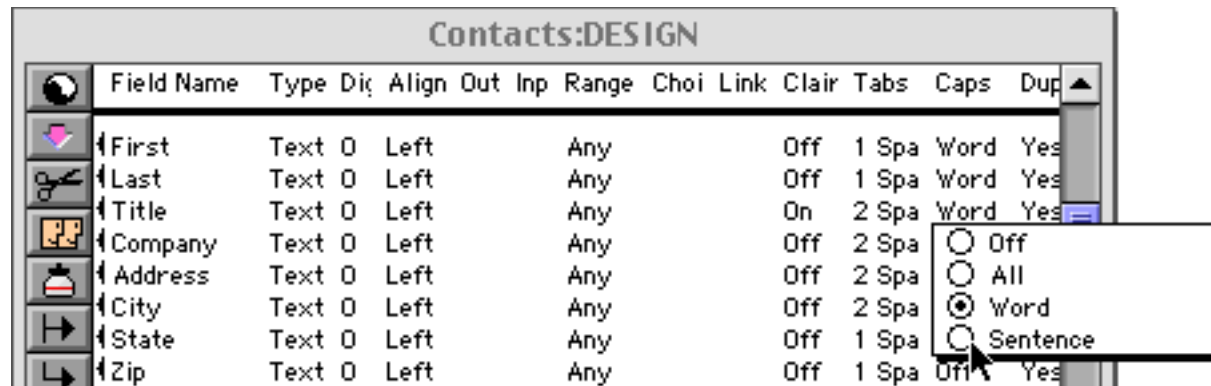 Contacts:DESIGN
Field Name Type Dig Align Out Inp Range Choi Link Clair Tabs Caps Dup
First Text 0 Left Any Off 1 Spa Word Yes
Last Text 0 Left Any Off 1 Spa Word Yes
Title Text 0 Left Any On 2 Spa Word Yes
Company Text 0 Left Any Off 2 Spa Off
Address Text 0 Left Any Off 2 Spa All
City Text 0 Left Any Off 2 Spa Word
State Text 0 Left Any Off 1 Spa Sentence
Zip Text 0 Left Any Off 1 Spa Off Yes